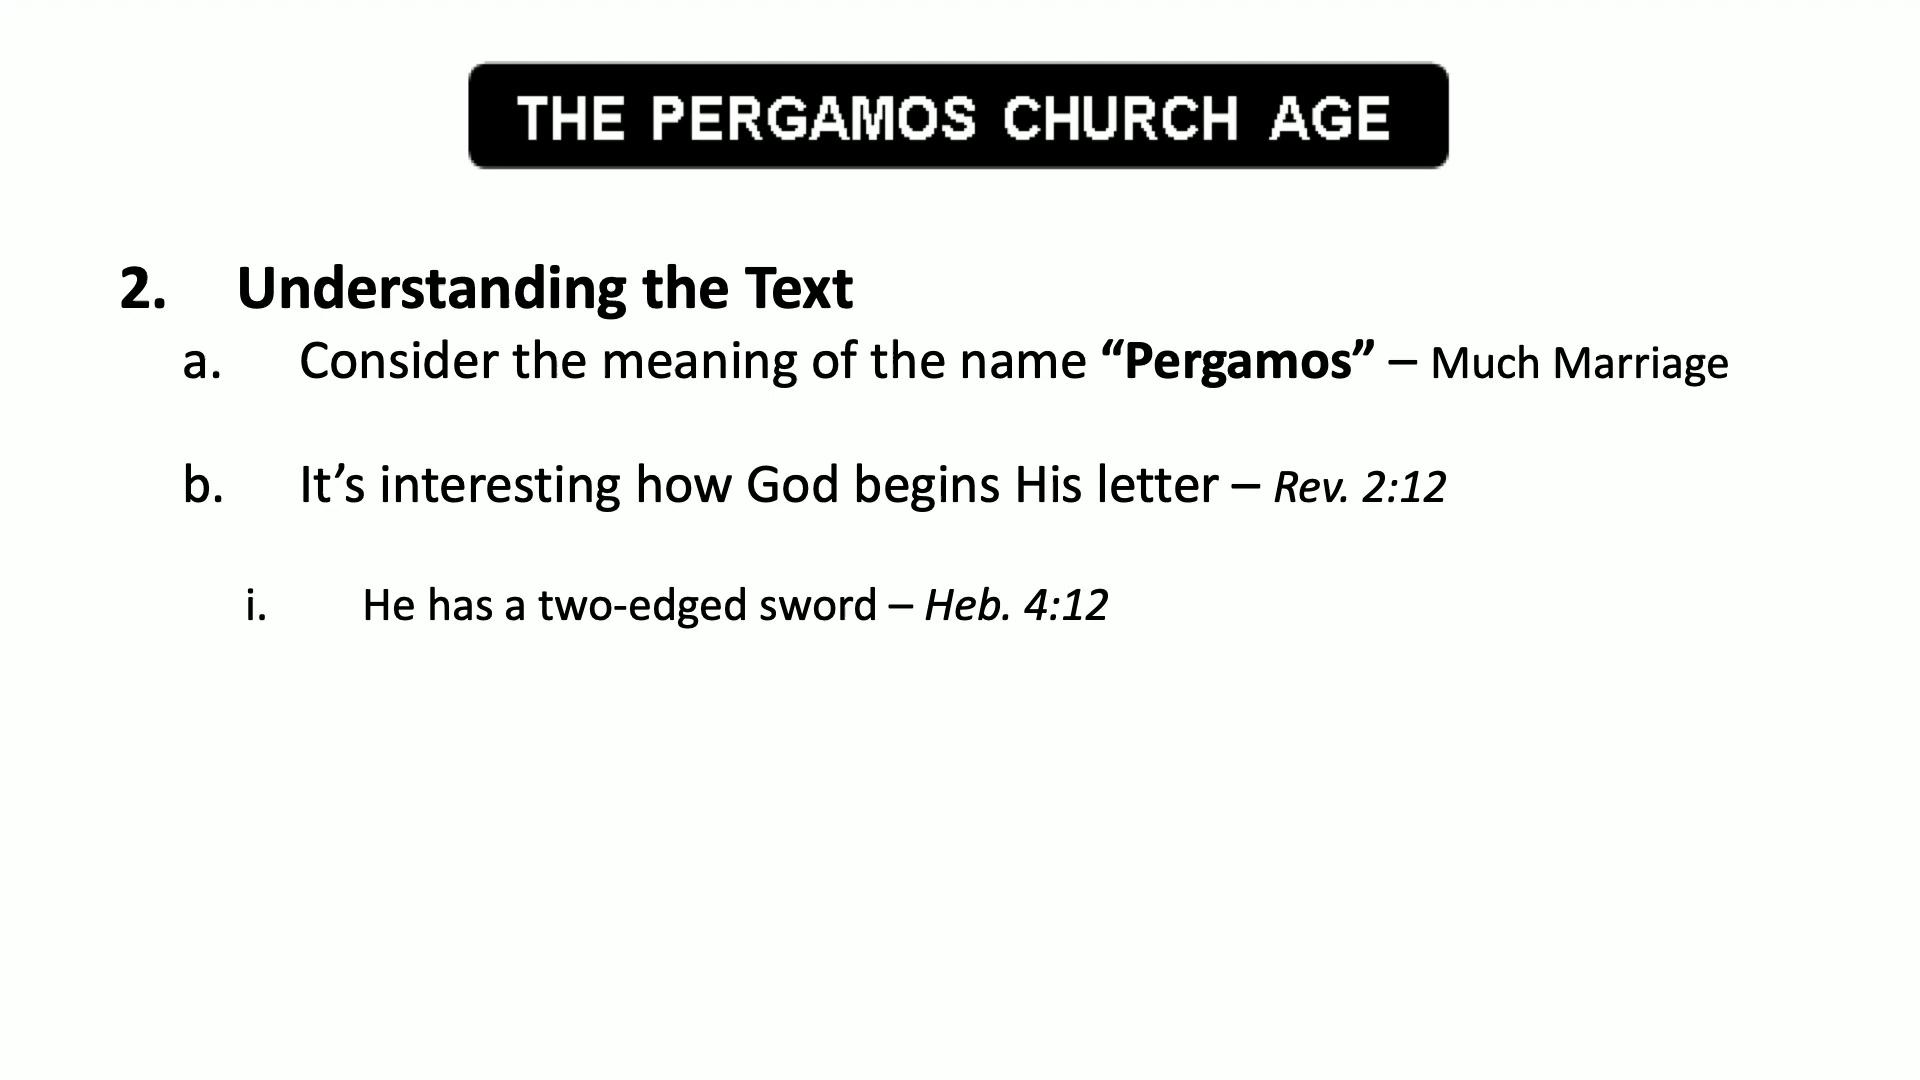 THE PERGAMOS CHURCH AGE
2. Understanding the Text
a. Consider the meaning of the name “Pergamos” – Much Marriage
b. It’s interesting how God begins His letter – Rev. 2:12
i. He has a two-edged sword – Heb. 4:12